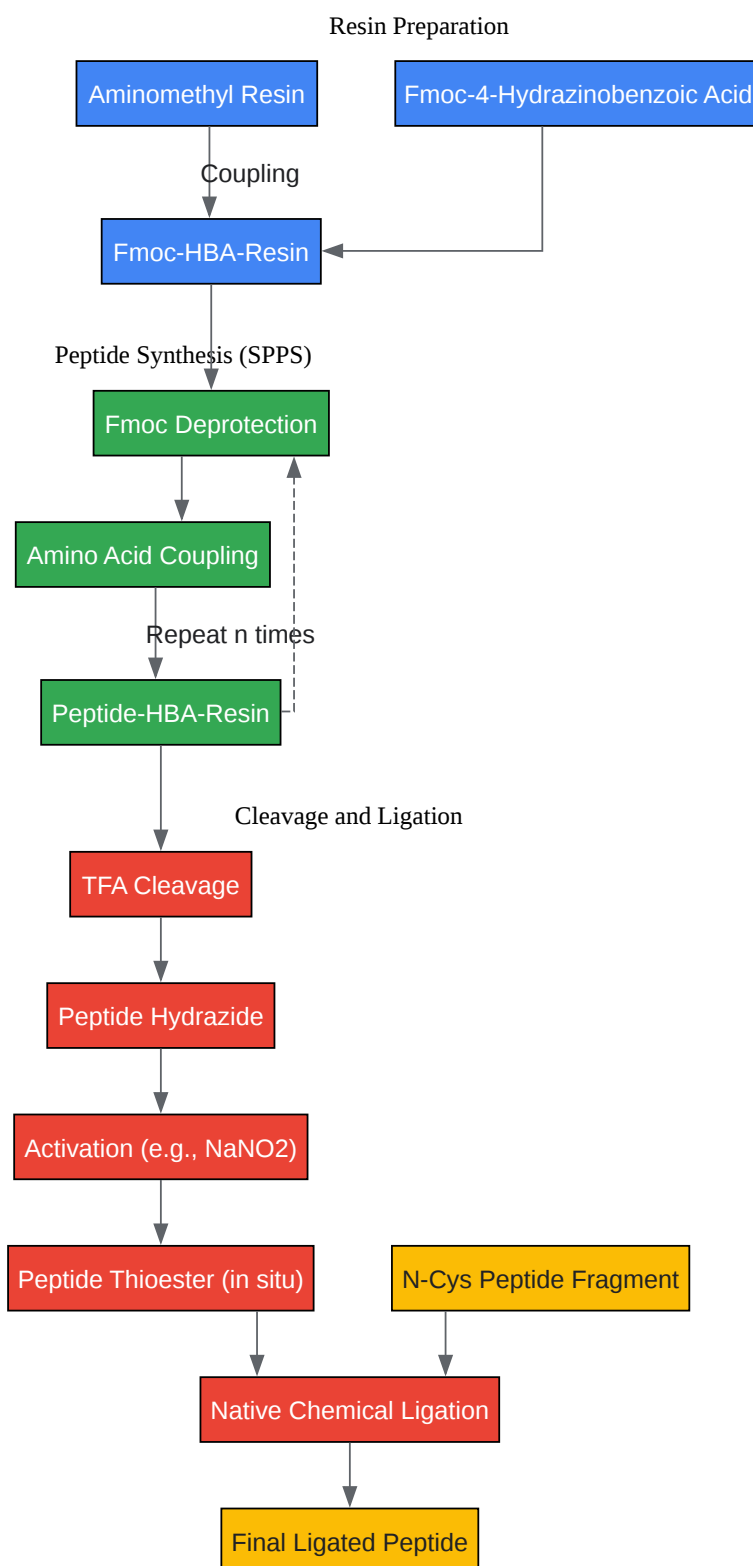 Resin Preparation
Aminomethyl Resin
Fmoc-4-Hydrazinobenzoic Acid
Coupling
Fmoc-HBA-Resin
Peptide Synthesis (SPPS)
Fmoc Deprotection
Amino Acid Coupling
Repeat n times
Peptide-HBA-Resin
Cleavage and Ligation
TFA Cleavage
Peptide Hydrazide
Activation (e.g., NaNO2)
Peptide Thioester (in situ)
N-Cys Peptide Fragment
Native Chemical Ligation
Final Ligated Peptide